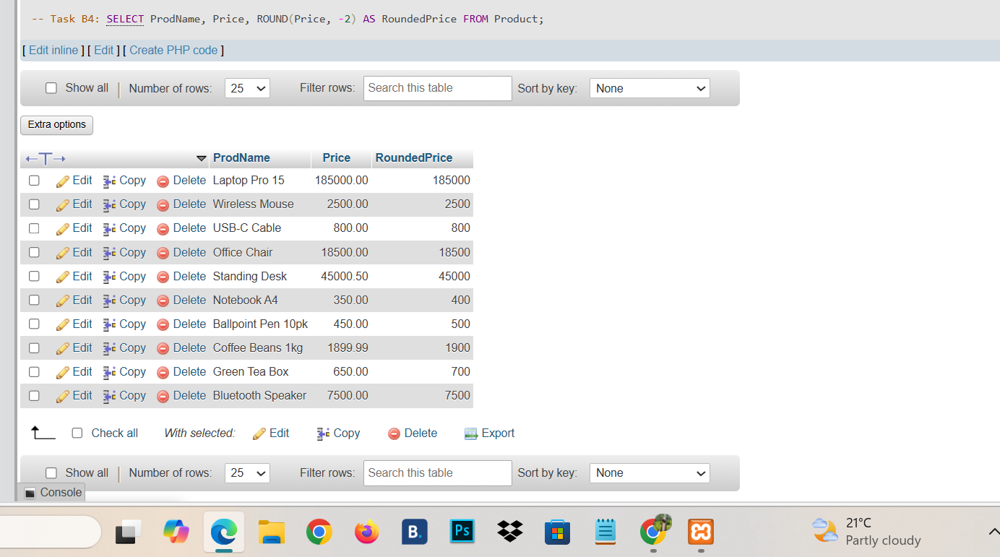 -- Task B4: SELECT ProdName, Price, ROUND(Price, -2) AS RoundedPrice FROM Product;
[ Edit inline ] [ Edit ] [ Create PHP code ]
Show all | Number of rows: 25 Filter rows: Search this table Sort by key: None
Extra options
←T→ ProdName Price RoundedPrice
Edit Copy Delete Laptop Pro 15 185000.00 185000
Edit Copy Delete Wireless Mouse 2500.00 2500
Edit Copy Delete USB-C Cable 800.00 800
Edit Copy Delete Office Chair 18500.00 18500
Edit Copy Delete Standing Desk 45000.50 45000
Edit Copy Delete Notebook A4 350.00 400
Edit Copy Delete Ballpoint Pen 10pk 450.00 500
Edit Copy Delete Coffee Beans 1kg 1899.99 1900
Edit Copy Delete Green Tea Box 650.00 700
Edit Copy Delete Bluetooth Speaker 7500.00 7500
Check all With selected: Edit Copy Delete Export
Show all | Number of rows: 25 Filter rows: Search this table Sort by key: None
Console
B. Ps 21°C
Partly cloudy